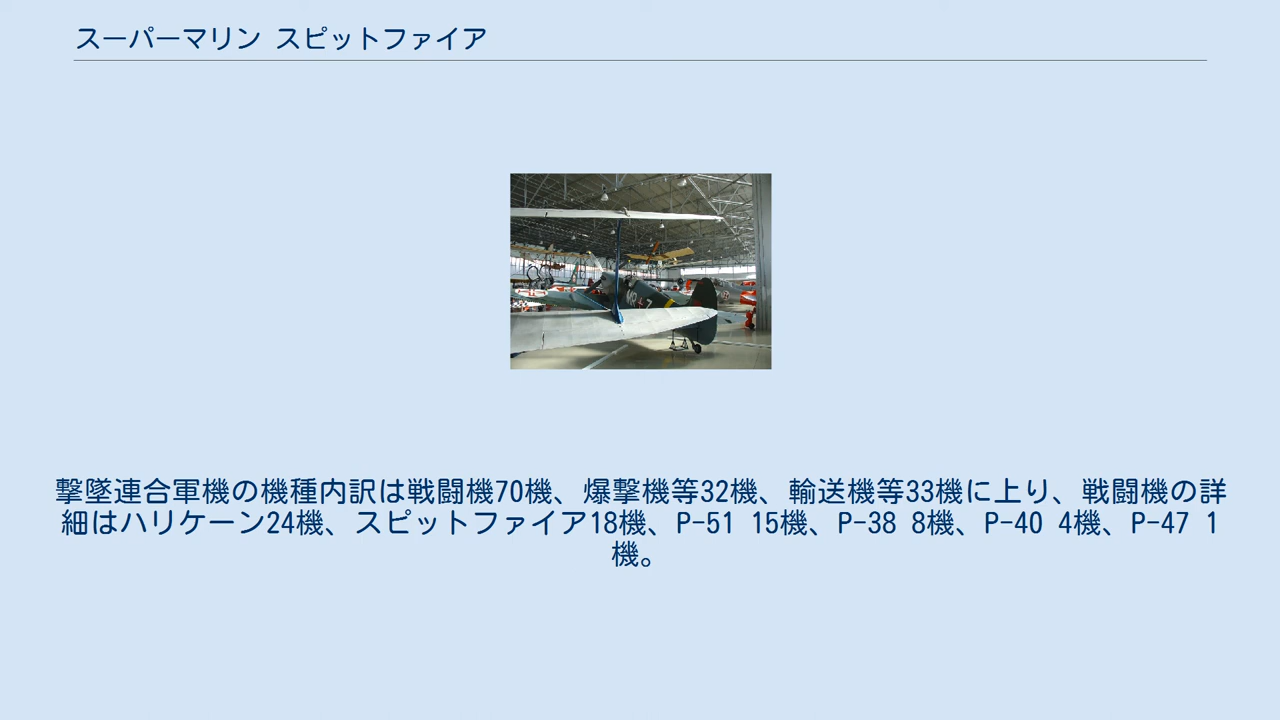 スーパーマリン スピットファイア
MR+Z
撃墜連合軍機の機種内訳は戦闘機70機、爆撃機等32機、輸送機等33機に上り、戦闘機の詳
細はハリケーン24機、スピットファイア18機、P-51 15機、P-38 8機、P-40 4機、P-47 1
機。